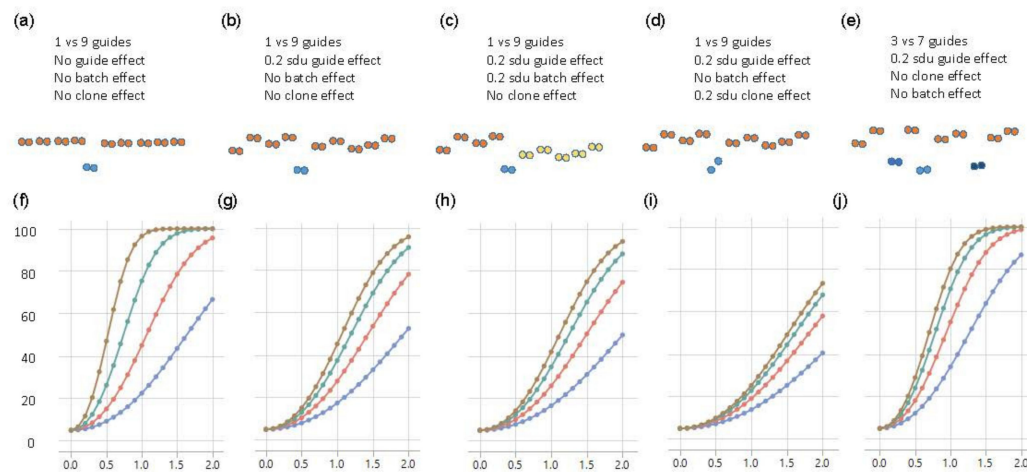 (a)
1 vs 9 guides
No guide effect
No batch effect
No clone effect
(b)
1 vs 9 guides
0.2 sdu guide effect
No batch effect
No clone effect
(c)
1 vs 9 guides
0.2 sdu guide effect
0.2 sdu batch effect
No clone effect
(d)
1 vs 9 guides
0.2 sdu guide effect
No batch effect
0.2 sdu clone effect
(e)
3 vs 7 guides
0.2 sdu guide effect
No clone effect
No batch effect
(f)
100
80
60
40
20
0
0.0 0.5 1.0 1.5 2.0
(g)
0.0 0.5 1.0 1.5 2.0
(h)
0.0 0.5 1.0 1.5 2.0
(i)
0.0 0.5 1.0 1.5 2.0
(j)
0.0 0.5 1.0 1.5 2.0